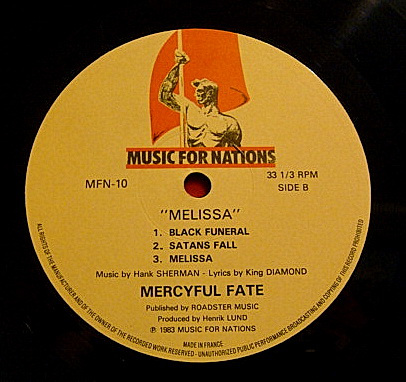 MUSIC FOR NATIONS
MFN-10
33 1/3 RPM
SIDE B
"MELISSA"
1. BLACK FUNERAL
2. SATANS FALL
3. MELISSA
Music by Hank SHERMAN - Lyrics by King DIAMOND
MERCYFUL FATE
Published by ROADSTER MUSIC
Produced by Henrik LUND
℗ 1983 MUSIC FOR NATIONS
MADE IN FRANCE
ALL RIGHTS OF THE MANUFACTURER AND OF THE OWNER OF THE RECORDED WORK RESERVED - UNAUTHORIZED PUBLIC PERFORMANCE BROADCASTING AND COPYING OF THIS RECORD PROHIBITED